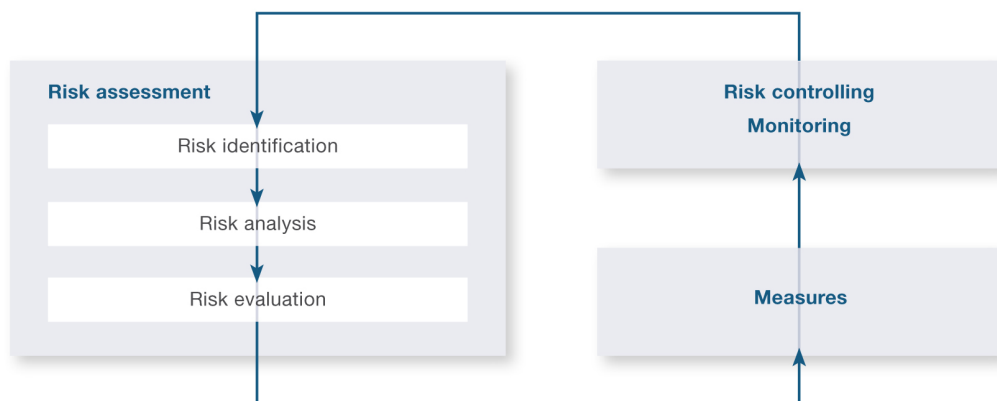 Risk assessment
Risk identification
Risk analysis
Risk evaluation
Risk controlling
Monitoring
Measures